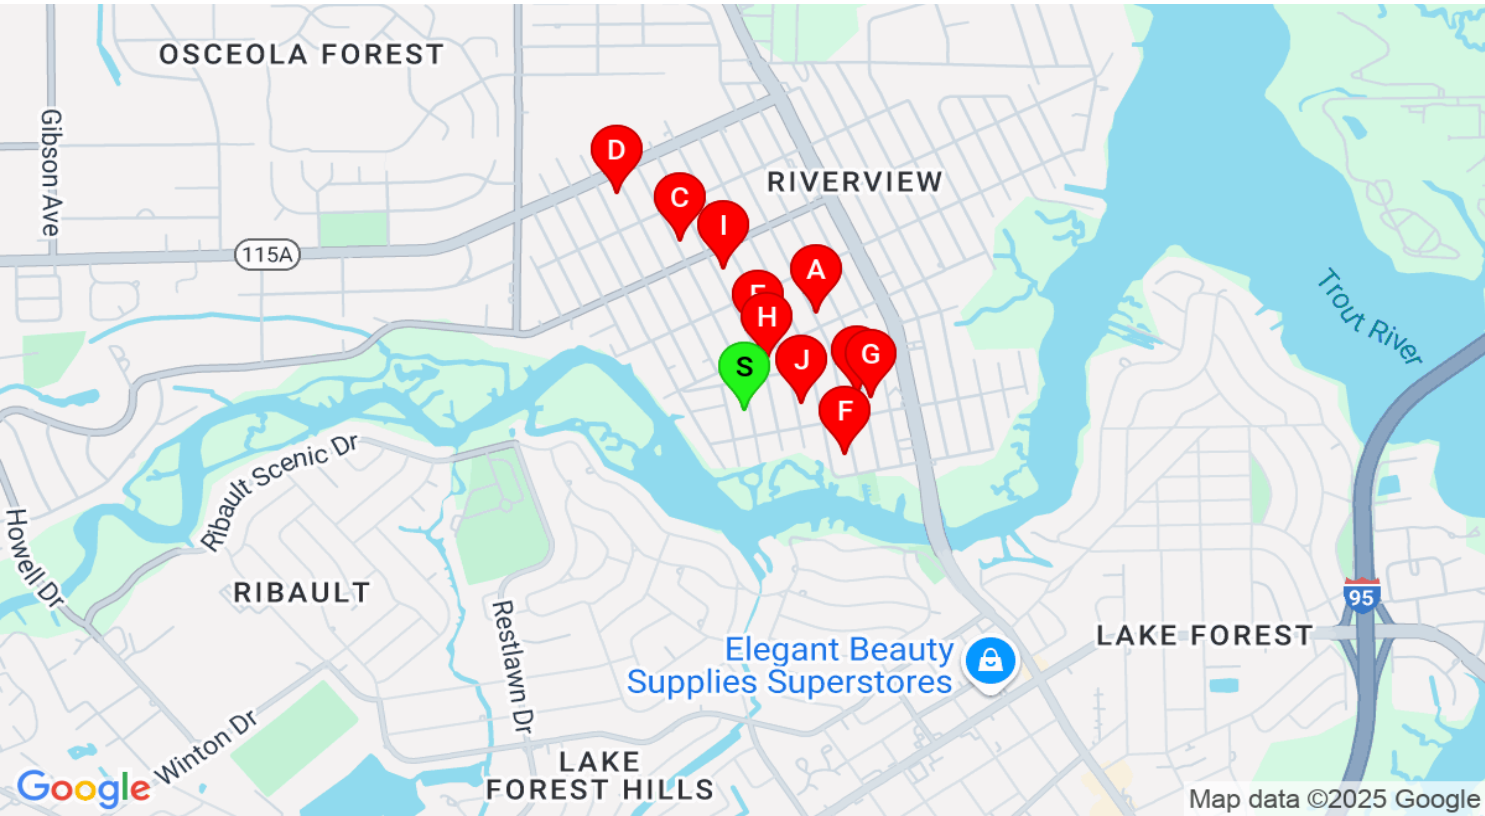 OSCEOLA FOREST
Gibson Ave
D
RIVERVIEW
C
I
115A
A
E
H
Trout River
J
G
S
F
Ribault Scenic Dr
Howell Dr
RIBAULT
95
Restlawn Dr
LAKE FOREST
Elegant Beauty
Supplies Superstores
Winton Dr
LAKE
FOREST HILLS
Google
Map data ©2025 Google